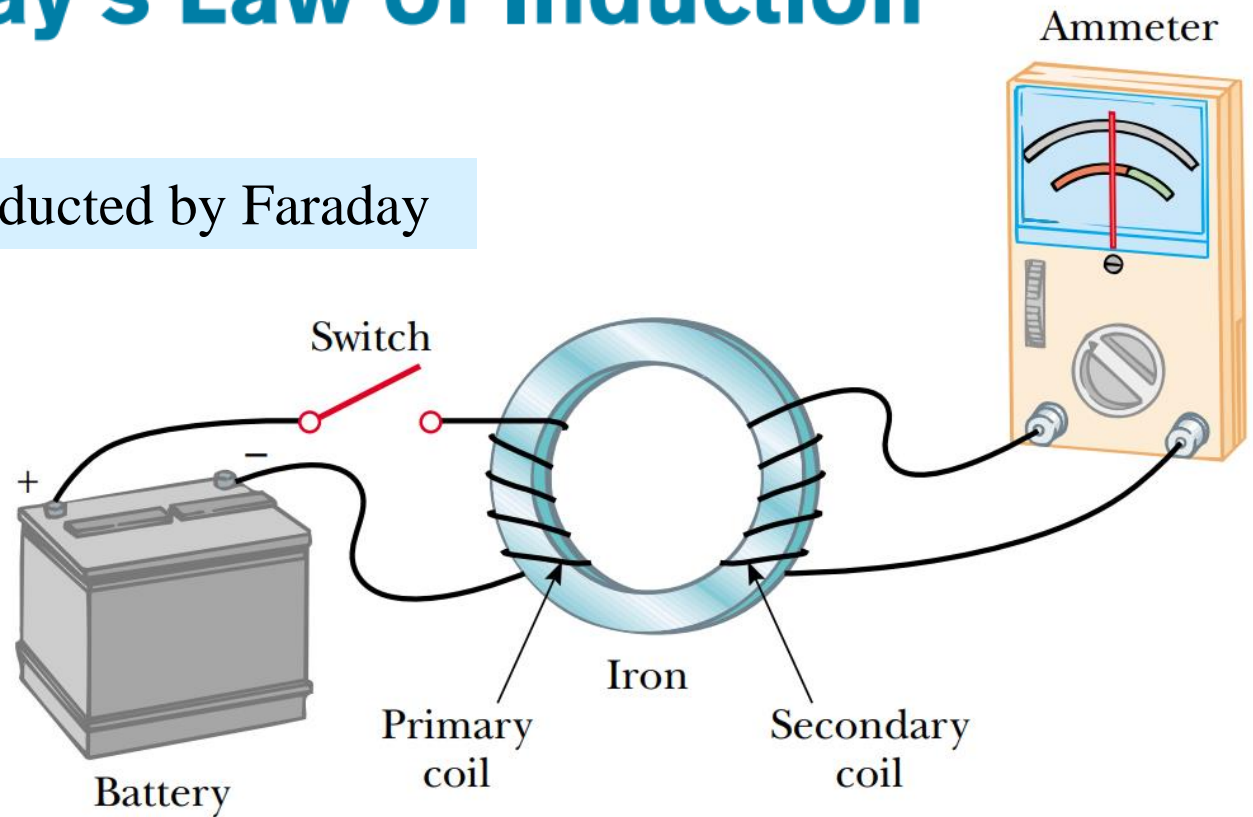 ay's Law of Induction
Ammeter
ducted by Faraday
Switch
+
−
Iron
Primary
coil
Secondary
coil
Battery